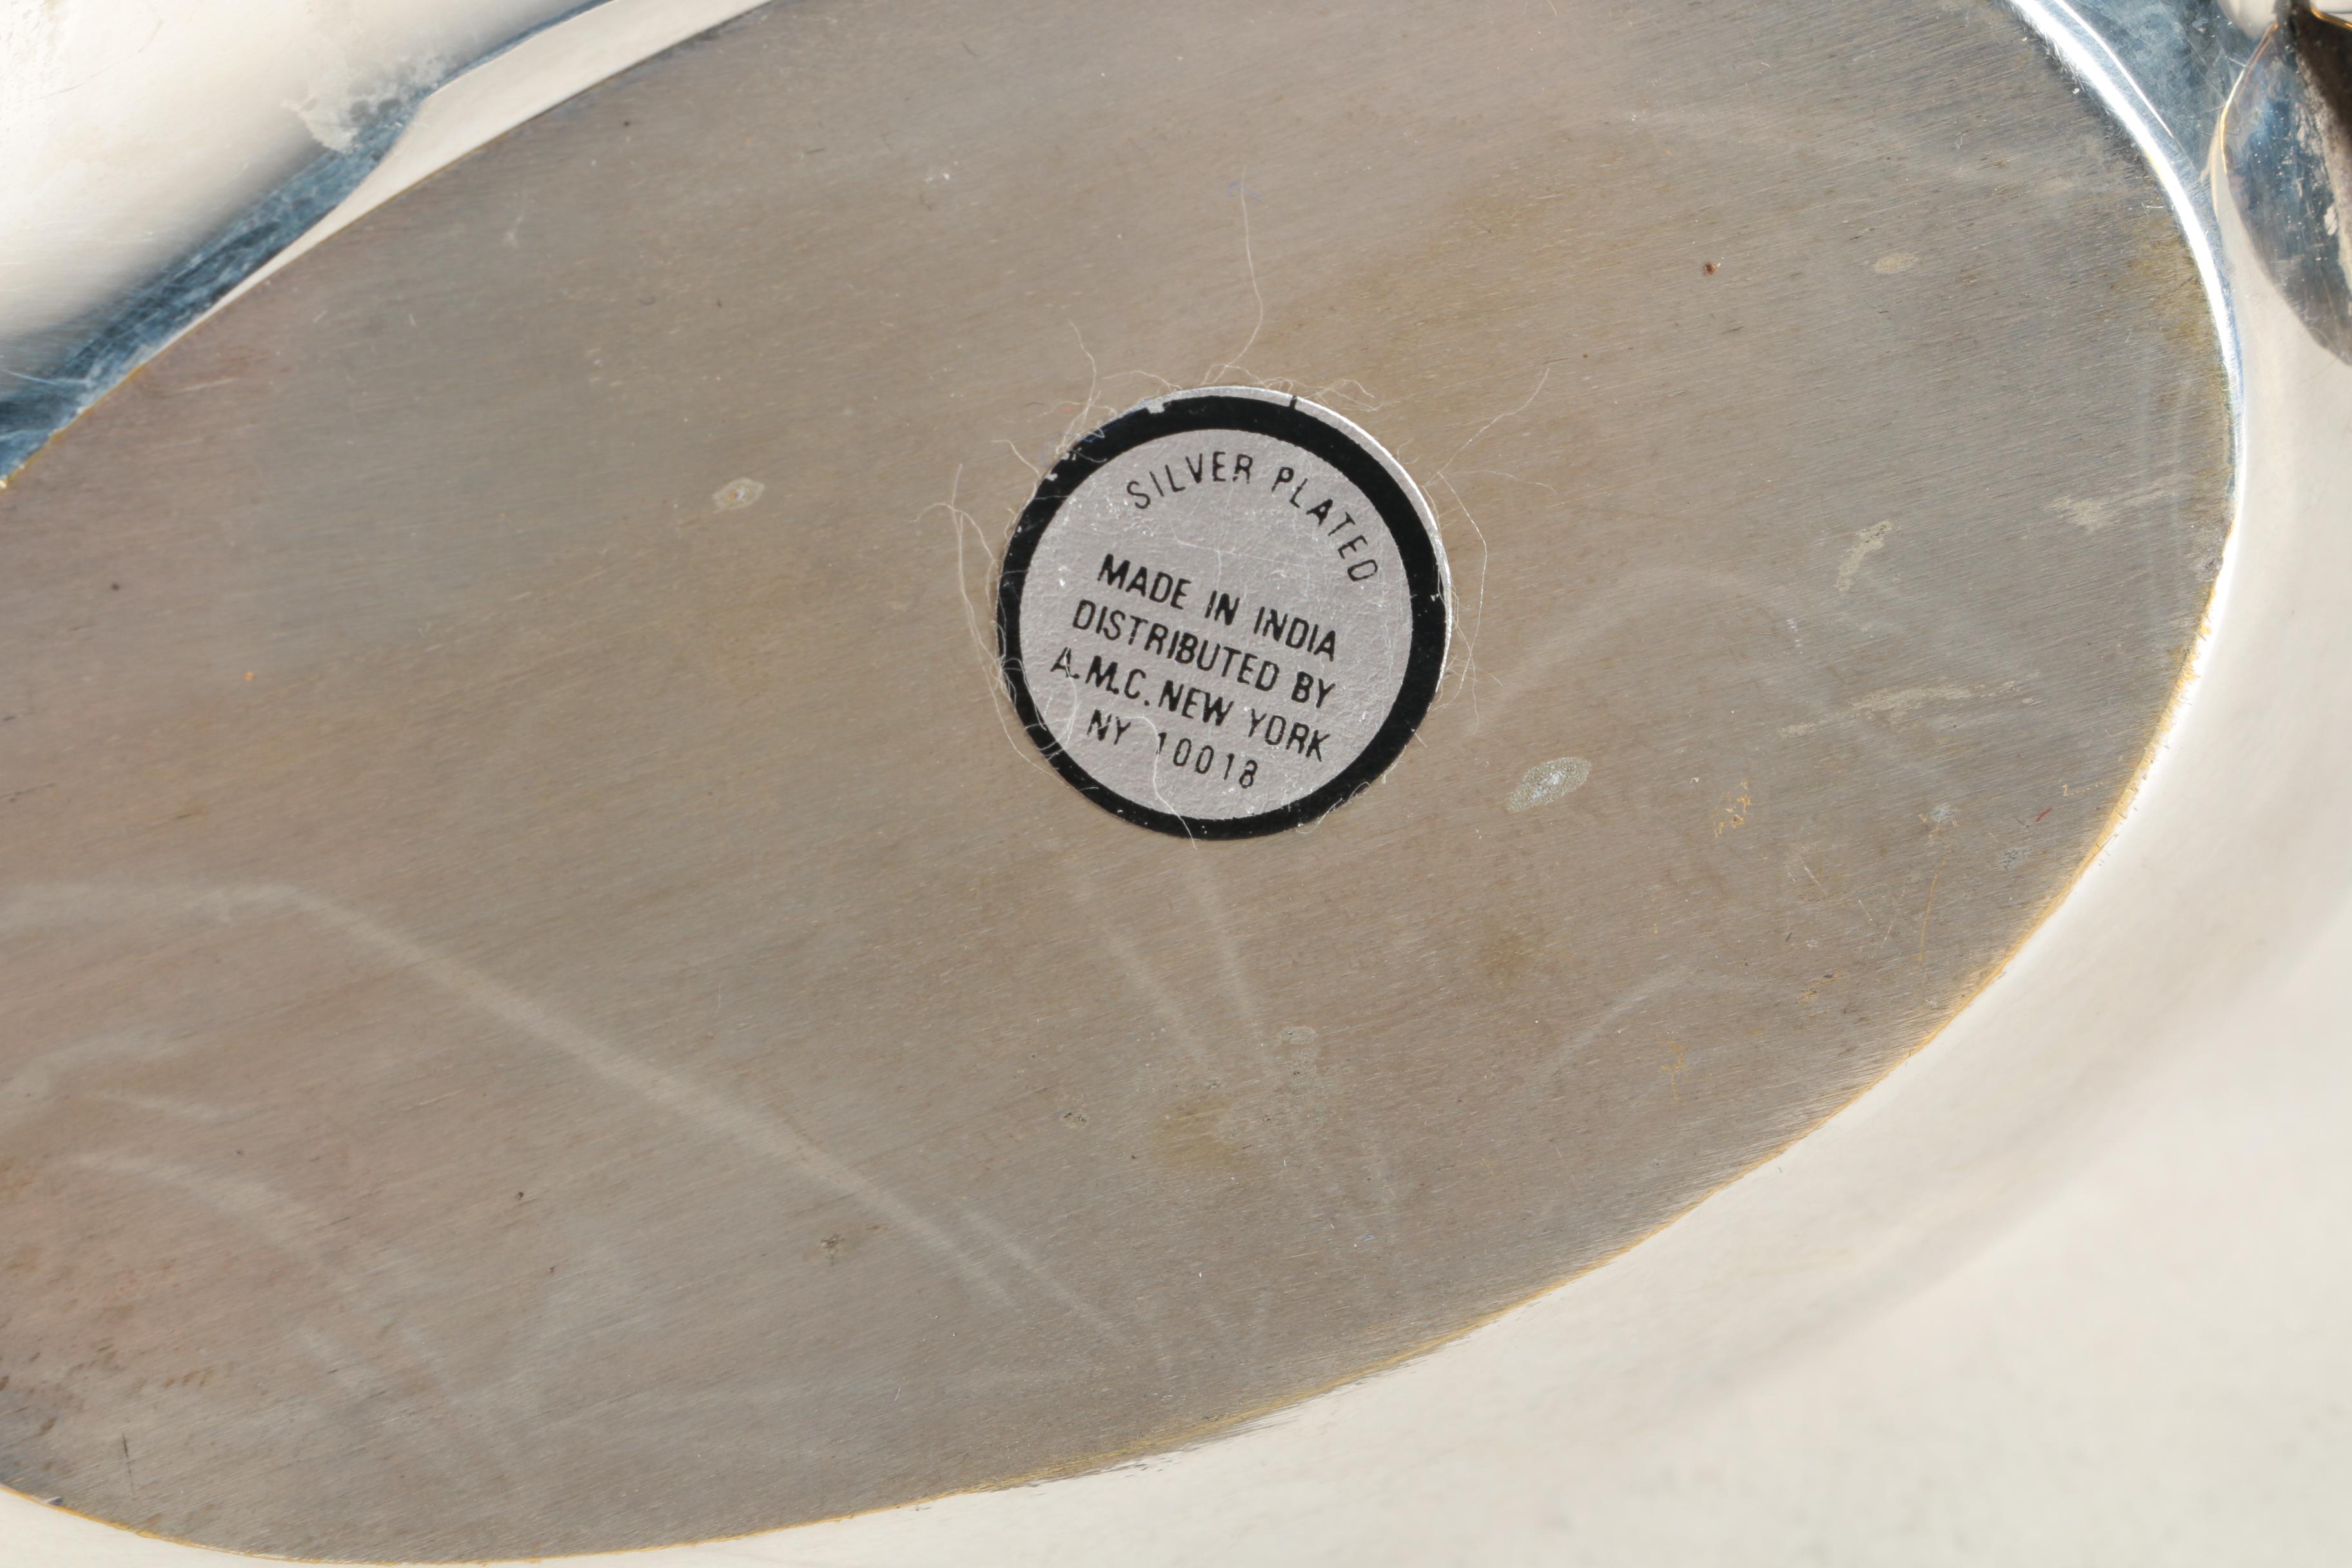 SILVER PLATED
MADE IN INDIA
DISTRIBUTED BY
A.M.C. NEW YORK
NY 10018